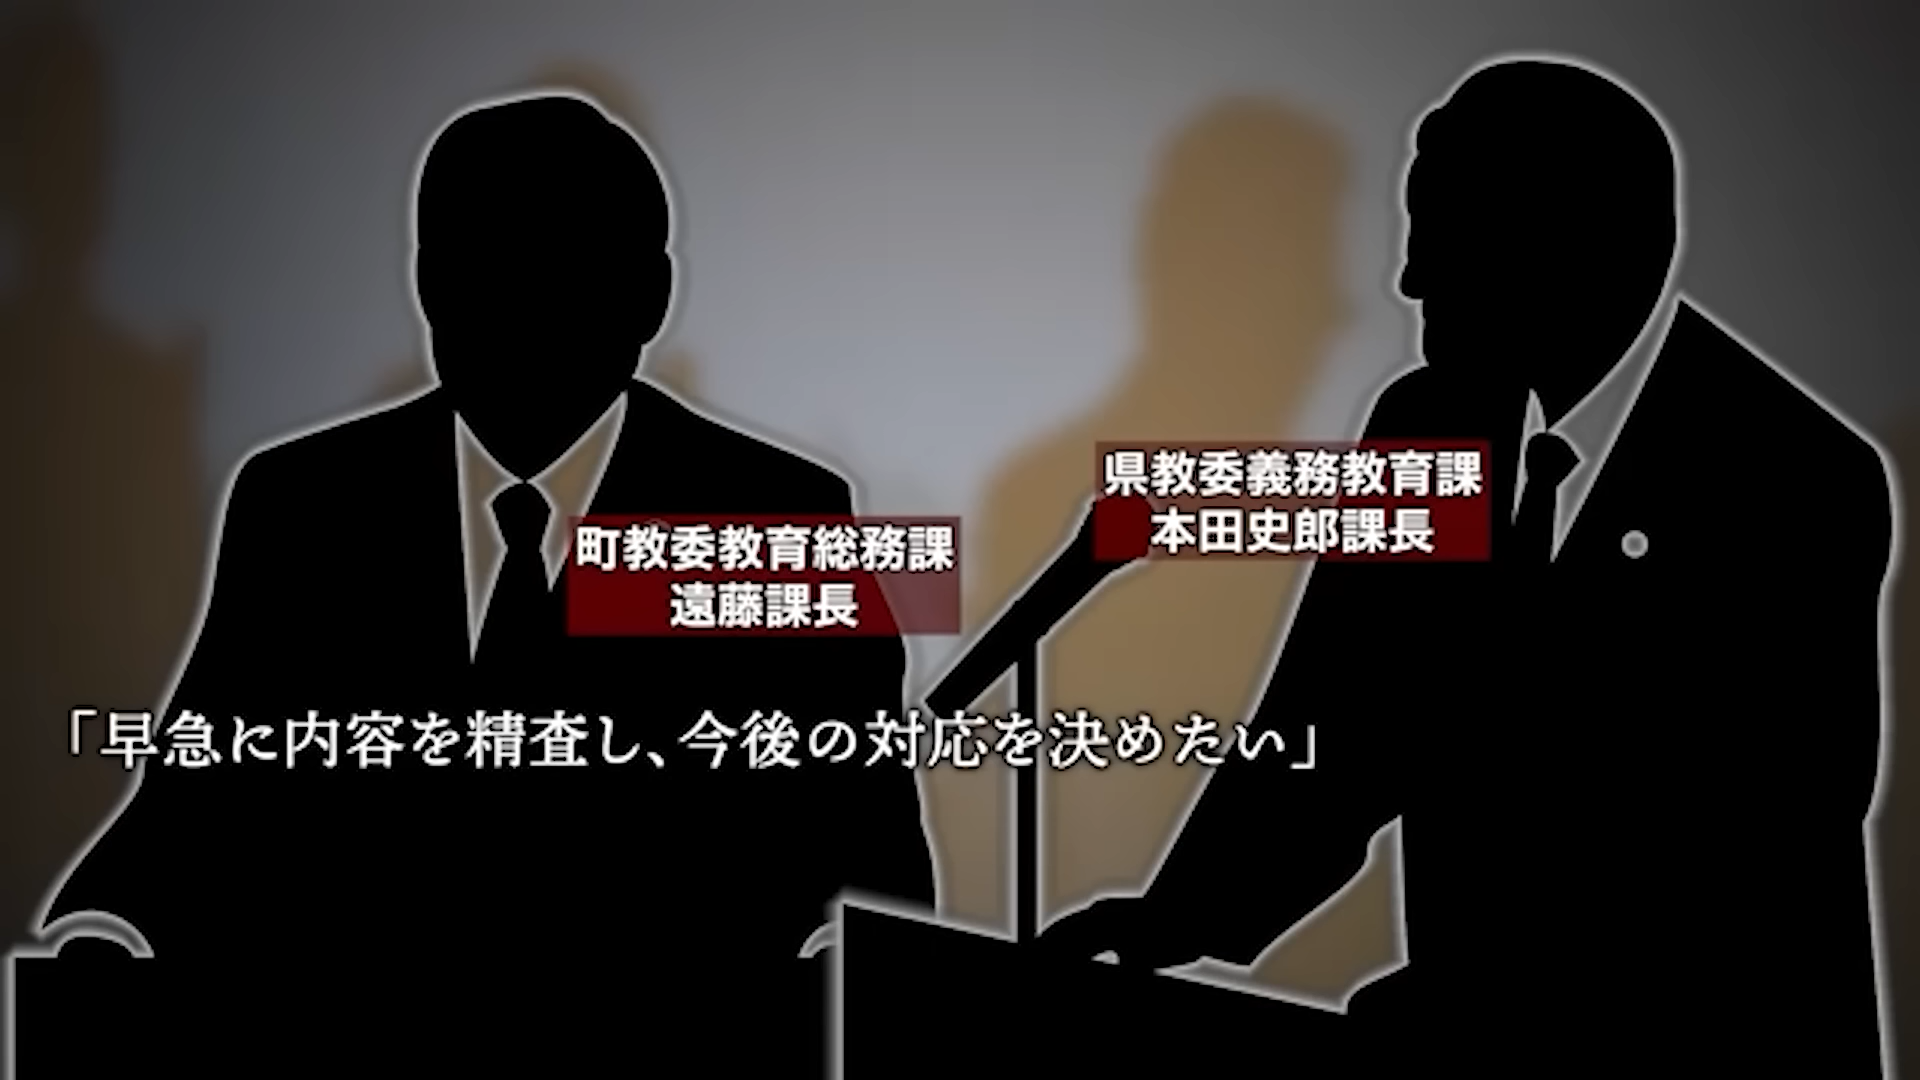 県教委義務教育課
本田史郎課長
町教委教育総務課
遠藤課長
「早急に内容を精査し、今後の対応を決めたい」